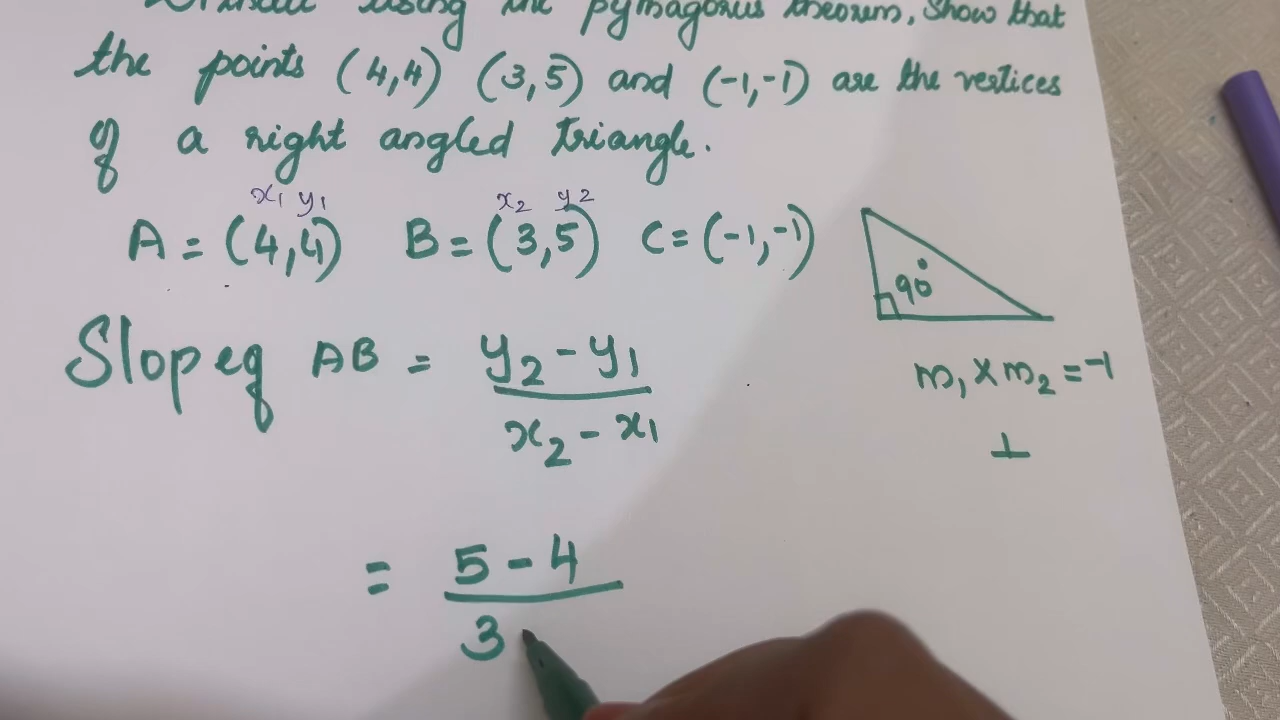 Without using the pythagorus theorem, Show that
the points (4,4) (3,5) and (-1,-1) are the vertices
of a right angled triangle.
x₁ y₁ x₂ y₂
A = (4,4) B = (3,5) C = (-1,-1)
90°
Slope of AB = y₂ - y₁
x₂ - x₁
m₁ × m₂ = -1
⊥
= 5 - 4
3